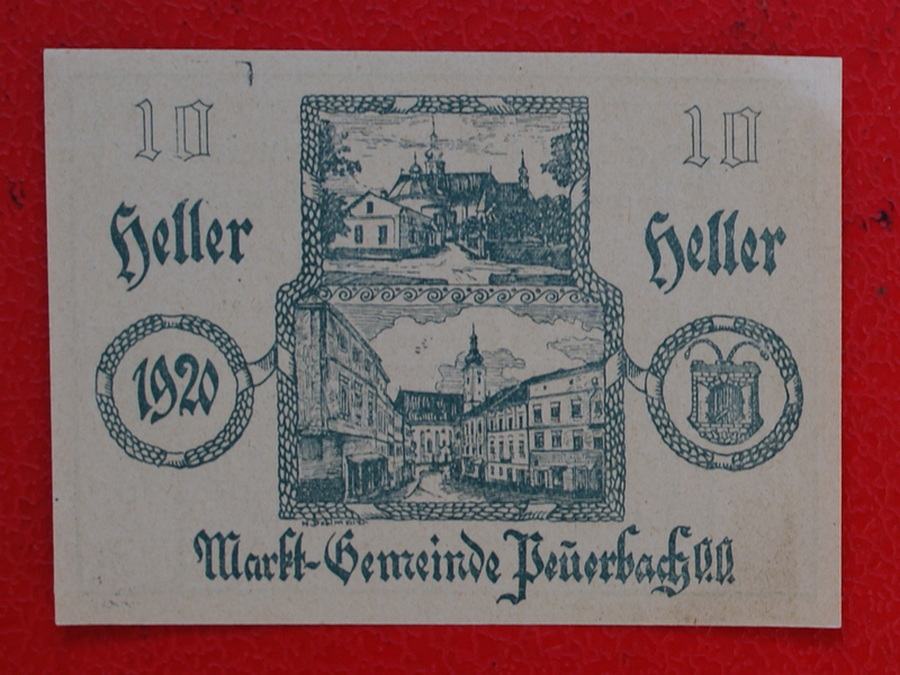 10
Heller
10
Heller
1920
Markt-Gemeinde Peuerbach O.Ö.